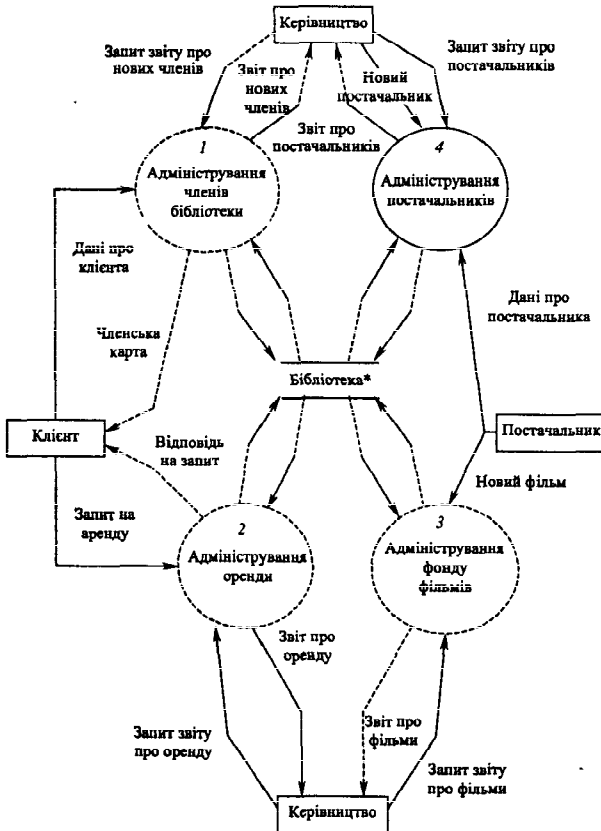 Керівництво
Запит звіту про
нових членів
Звіт про
нових
членів
Новий
постачальник
Звіт про
постачальників
Запит звіту про
постачальників
1
Адміністрування
членів
бібліотеки
4
Адміністрування
постачальників
Дані про
клієнта
Членська
карта
Дані про
постачальника
Бібліотека*
Клієнт
Відповідь
на запит
Постачальник
Новий фільм
Запит на
аренду
2
Адміністрування
оренди
3
Адміністрування
фонду
фільмів
Звіт про
оренду
Запит звіту
про оренду
Звіт про
фільми
Запит звіту
про фільми
Керівництво